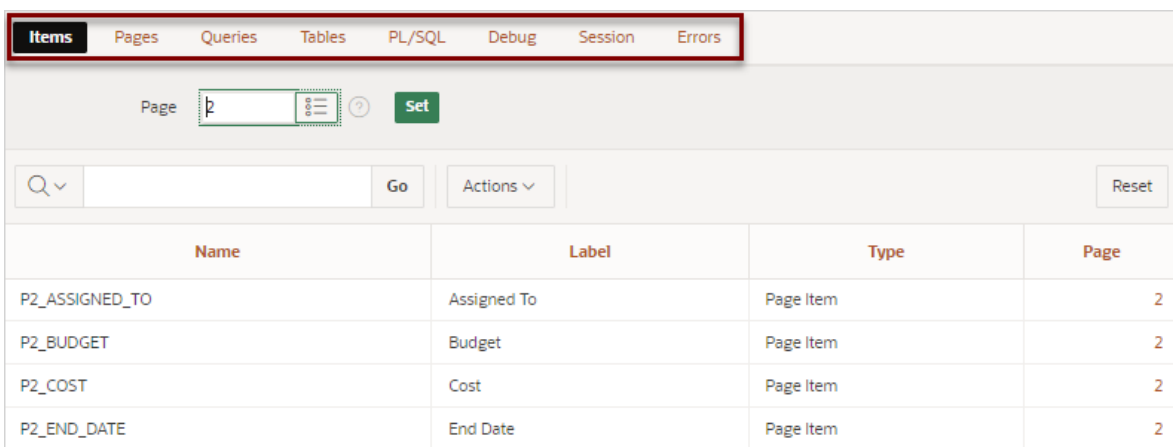 Items Pages Queries Tables PL/SQL Debug Session Errors
Page 2 ? Set
Go Actions Reset
Name Label Type Page
P2_ASSIGNED_TO Assigned To Page Item 2
P2_BUDGET Budget Page Item 2
P2_COST Cost Page Item 2
P2_END_DATE End Date Page Item 2